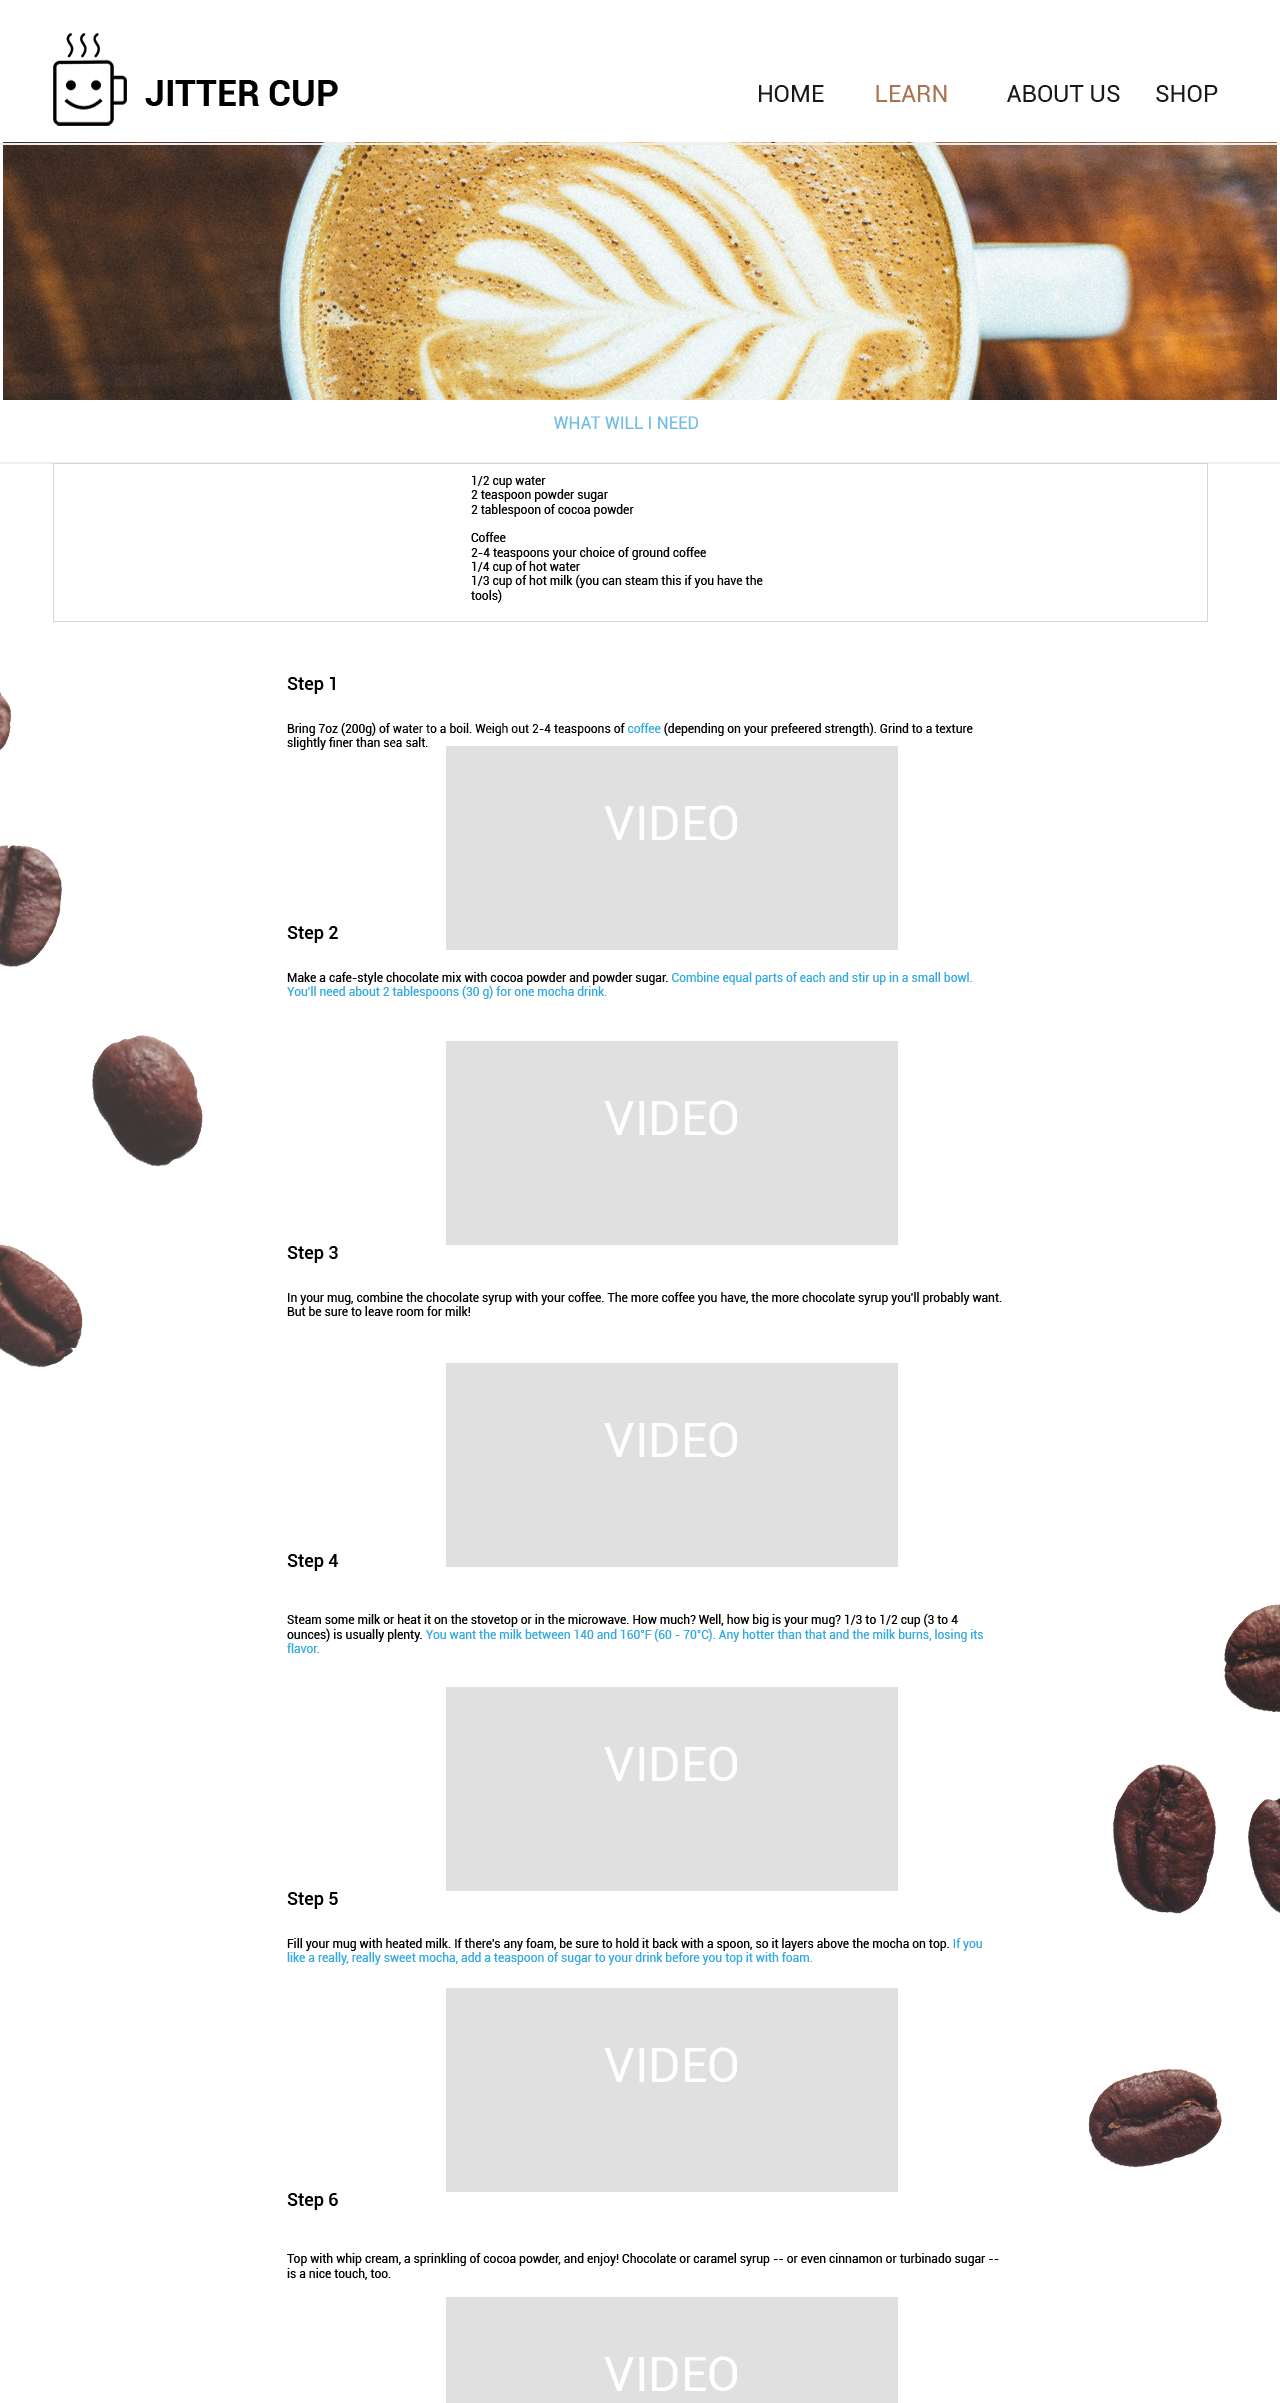 JITTER CUP
HOME
LEARN
ABOUT US
SHOP
WHAT WILL I NEED
1/2 cup water
2 teaspoon powder sugar
2 tablespoon of cocoa powder
Coffee
2-4 teaspoons your choice of ground coffee
1/4 cup of hot water
1/3 cup of hot milk (you can steam this if you have the
tools)
Step 1
Bring 7oz (200g) of water to a boil. Weigh out 2-4 teaspoons of coffee (depending on your prefeered strength). Grind to a texture
slightly finer than sea salt.
VIDEO
Step 2
Make a cafe-style chocolate mix with cocoa powder and powder sugar. Combine equal parts of each and stir up in a small bowl.
You'll need about 2 tablespoons (30 g) for one mocha drink.
VIDEO
Step 3
In your mug, combine the chocolate syrup with your coffee. The more coffee you have, the more chocolate syrup you'll probably want.
But be sure to leave room for milk!
VIDEO
Step 4
Steam some milk or heat it on the stovetop or in the microwave. How much? Well, how big is your mug? 1/3 to 1/2 cup (3 to 4
ounces) is usually plenty. You want the milk between 140 and 160°F (60 - 70°C). Any hotter than that and the milk burns, losing its
flavor.
VIDEO
Step 5
Fill your mug with heated milk. If there's any foam, be sure to hold it back with a spoon, so it layers above the mocha on top. If you
like a really, really sweet mocha, add a teaspoon of sugar to your drink before you top it with foam.
VIDEO
Step 6
Top with whip cream, a sprinkling of cocoa powder, and enjoy! Chocolate or caramel syrup -- or even cinnamon or turbinado sugar --
is a nice touch, too.
VIDEO